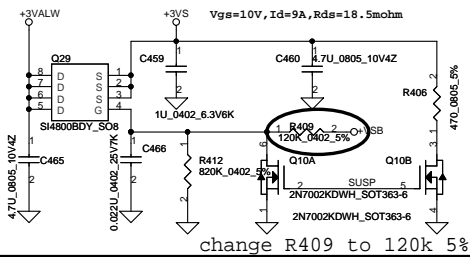 +3VALW
+3VS
Vgs=10V,Id=9A,Rds=18.5mohm
Q29
8 D S 1
7 D S 2
6 D S 3
5 D G 4
SI4800BDY_SO8
C459
1
2
1U_0402_6.3V6K
C460
1
2
4.7U_0805_10V4Z
R406
470_0805_5%
1
2
R409
1
2
120K_0402_5%
+VSB
C465
1
2
4.7U_0805_10V4Z
C466
1
2
0.022U_0402_25V7K
R412
1
2
820K_0402_5%
Q10A
6
2
1
SUSP
Q10B
3
5
4
2N7002KDWH_SOT363-6
2N7002KDWH_SOT363-6
change R409 to 120k 5%